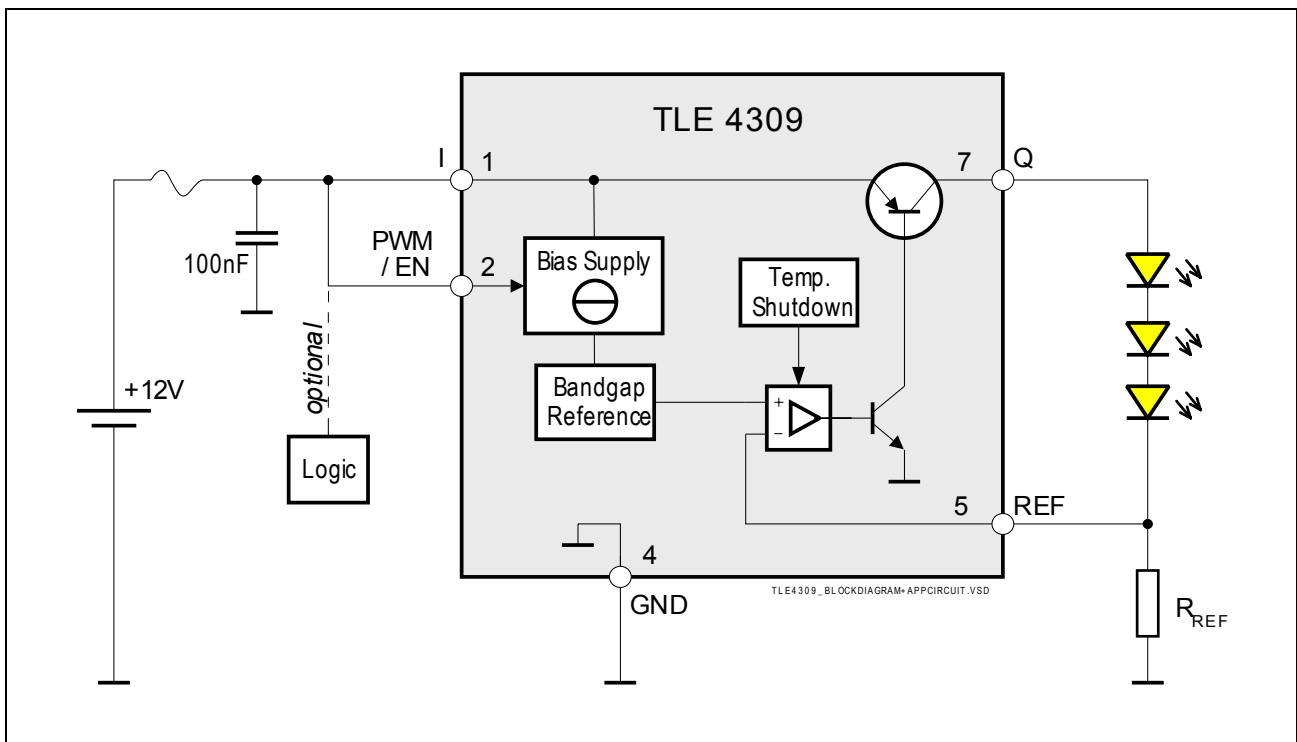 TLE 4309
I
1
7
Q
PWM
/ EN
2
100nF
Bias Supply
Temp.
Shutdown
+12V
optional
Bandgap
Reference
+
−
Logic
5
REF
4
GND
TLE4309_BLOCKDIAGRAM+APPCIRCUIT.VSD
RREF